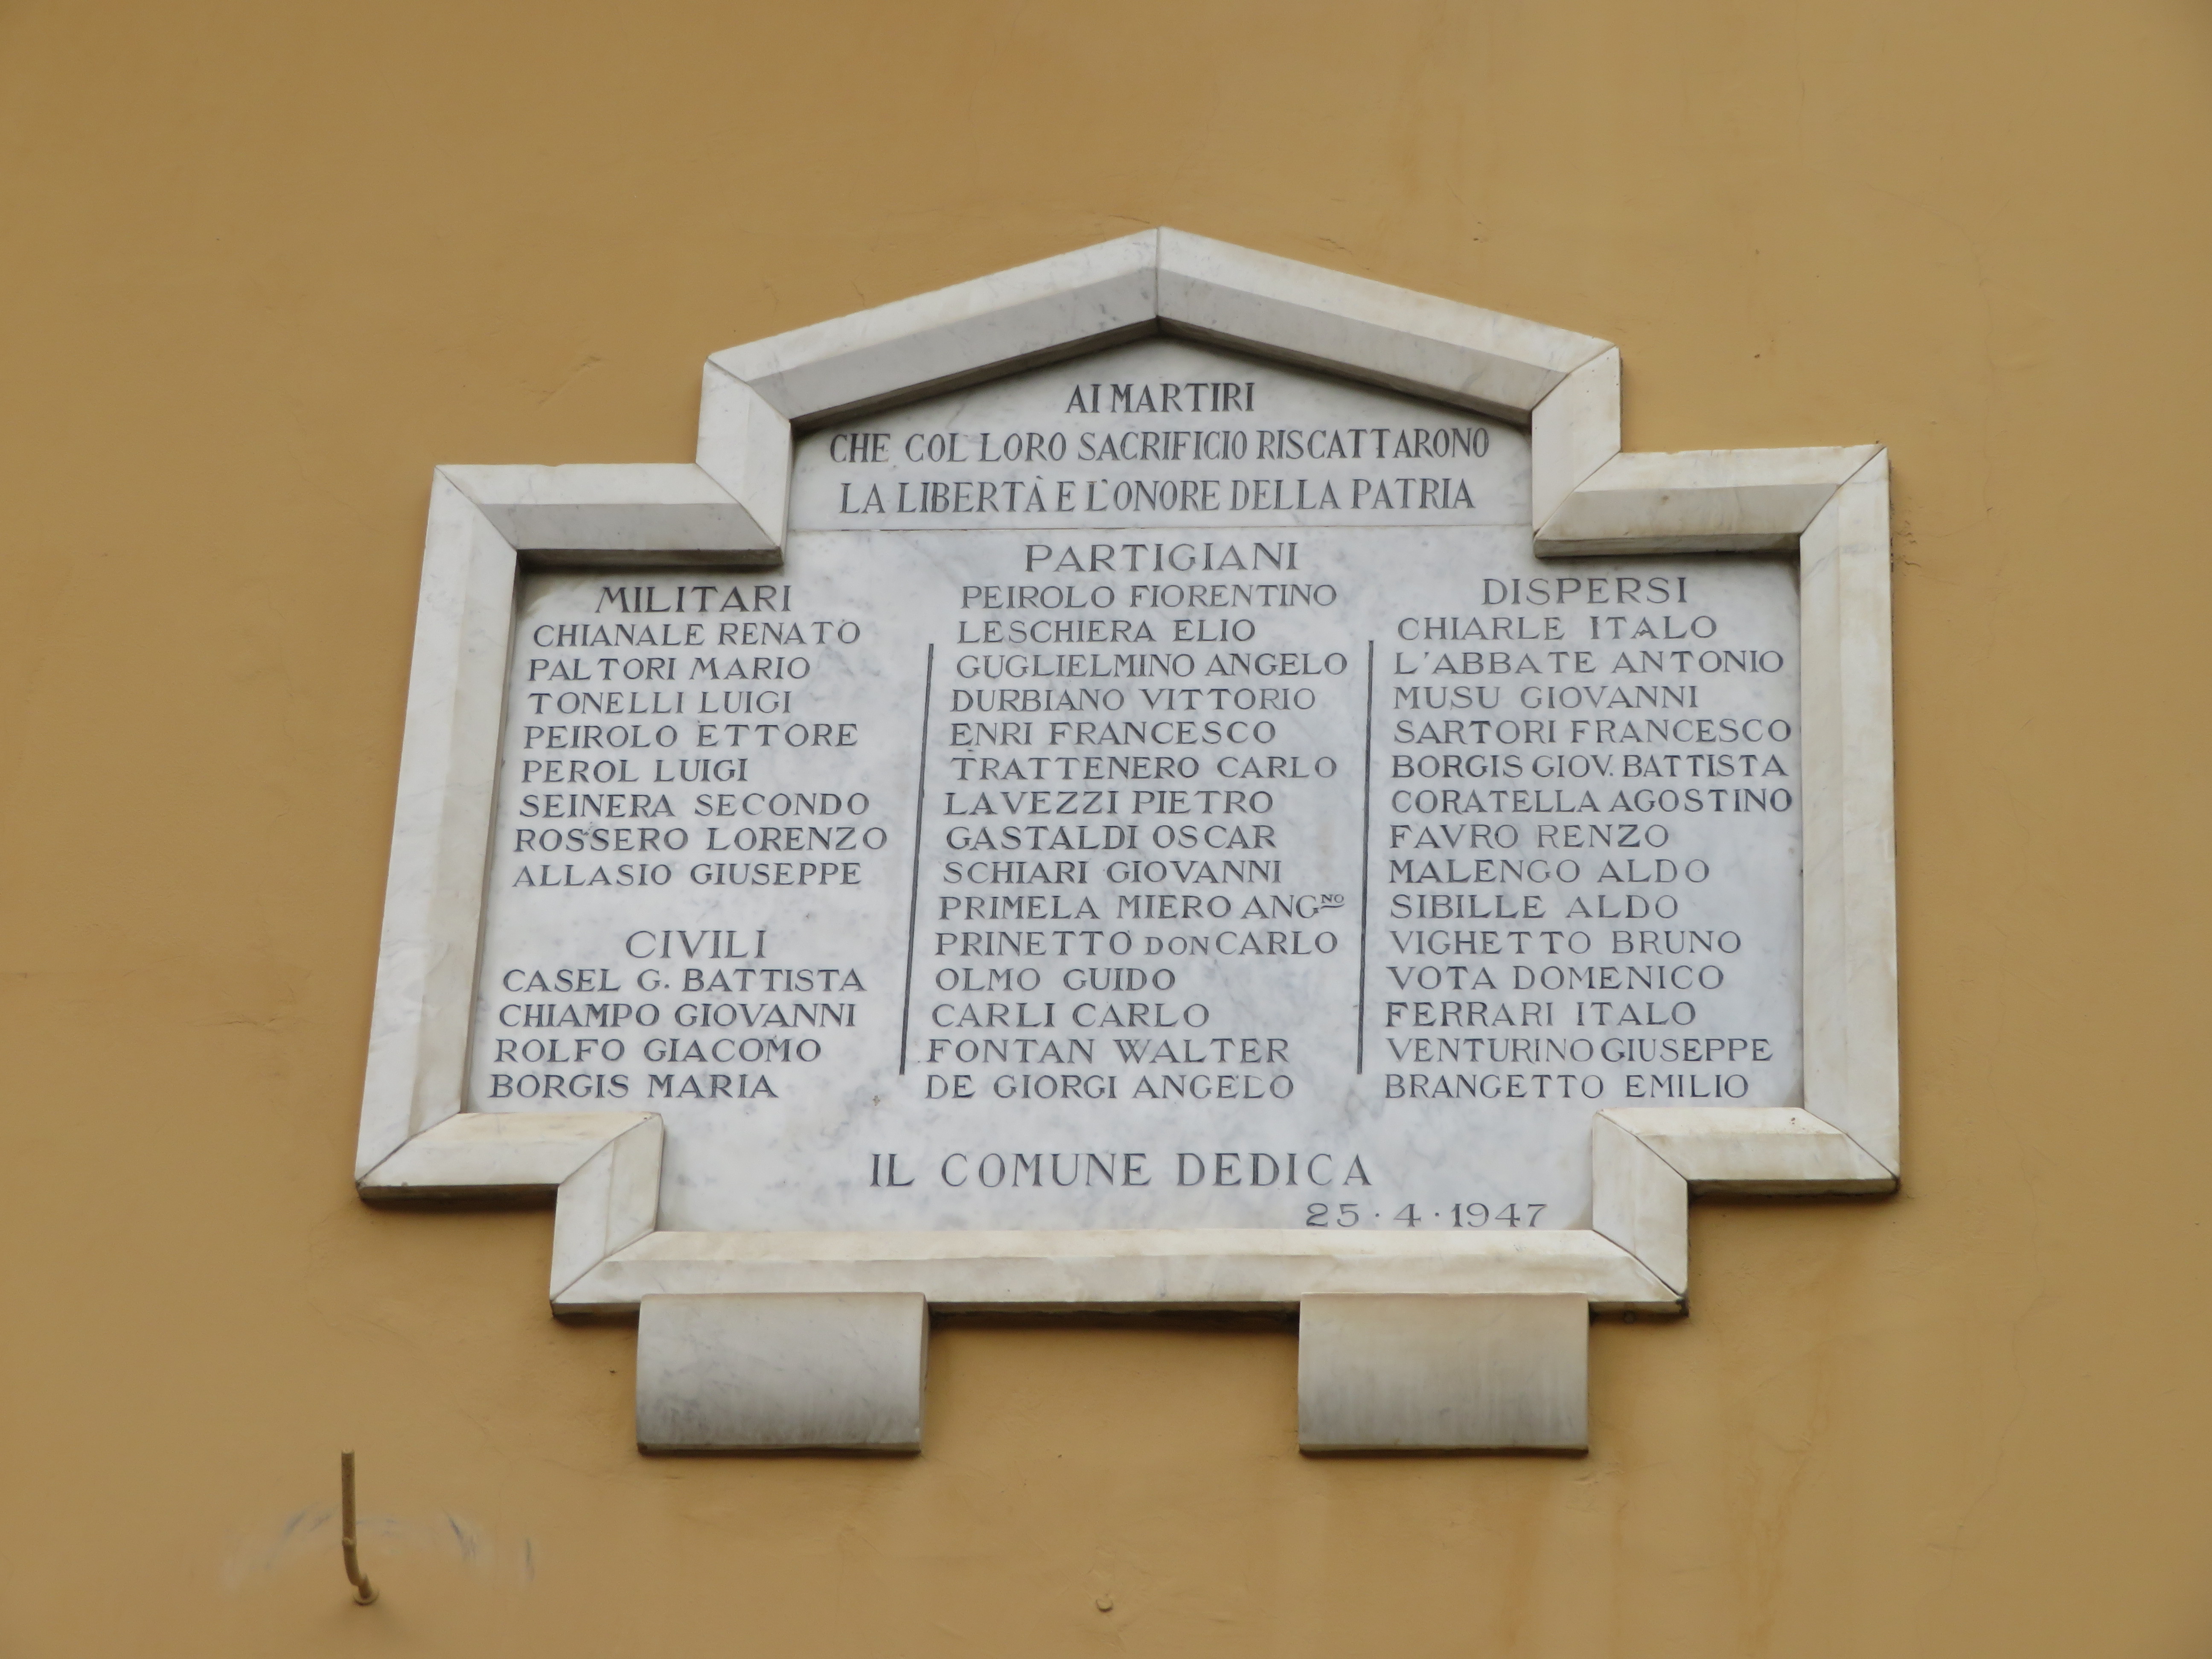 AI MARTIRI
CHE COL LORO SACRIFICIO RISCATTARONO
LA LIBERTÀ E L'ONORE DELLA PATRIA
MILITARI
CHIANALE RENATO
PALTORI MARIO
TONELLI LUIGI
PEIROLO ETTORE
PEROL LUIGI
SEINERA SECONDO
ROSSERO LORENZO
ALLASIO GIUSEPPE
CIVILI
CASEL G. BATTISTA
CHIAMPO GIOVANNI
ROLFO GIACOMO
BORGIS MARIA
PARTIGIANI
PEIROLO FIORENTINO
LESCHIERA ELIO
GUGLIELMINO ANGELO
DURBIANO VITTORIO
ENRI FRANCESCO
TRATTENERO CARLO
LAVEZZI PIETRO
GASTALDI OSCAR
SCHIARI GIOVANNI
PRIMELA MIERO ANGNO
PRINETTO DON CARLO
OLMO GUIDO
CARLI CARLO
FONTAN WALTER
DE GIORGI ANGELO
DISPERSI
CHIARLE ITALO
L'ABBATE ANTONIO
MUSU GIOVANNI
SARTORI FRANCESCO
BORGIS GIOV. BATTISTA
CORATELLA AGOSTINO
FAVRO RENZO
MALENGO ALDO
SIBILLE ALDO
VIGHETTO BRUNO
VOTA DOMENICO
FERRARI ITALO
VENTURINO GIUSEPPE
BRANGETTO EMILIO
IL COMUNE DEDICA
25·4·1947